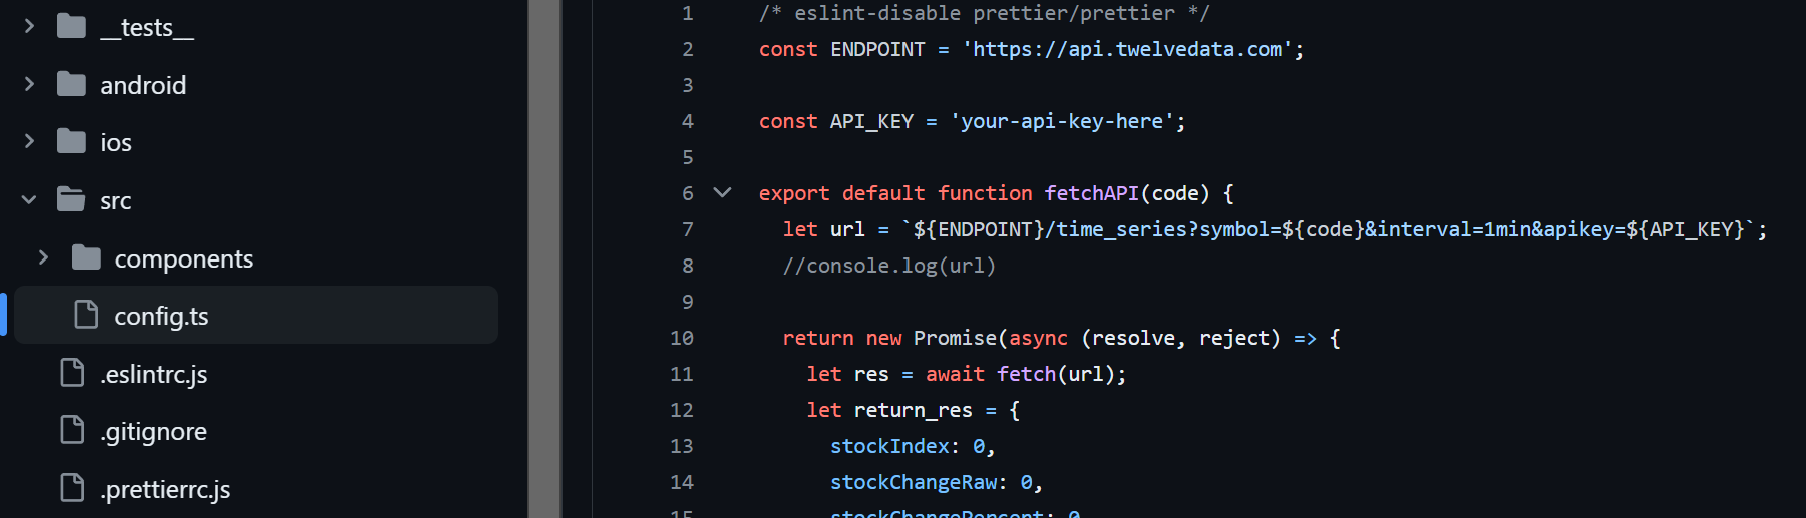 __tests__
android
ios
src
components
config.ts
.eslintrc.js
.gitignore
.prettierrc.js
1 /* eslint-disable prettier/prettier */
2 const ENDPOINT = 'https://api.twelvedata.com';
3
4 const API_KEY = 'your-api-key-here';
5
6 export default function fetchAPI(code) {
7 let url = `${ENDPOINT}/time_series?symbol=${code}&interval=1min&apikey=${API_KEY}`;
8 //console.log(url)
9
10 return new Promise(async (resolve, reject) => {
11 let res = await fetch(url);
12 let return_res = {
13 stockIndex: 0,
14 stockChangeRaw: 0,
15 stockChangePercent: 0